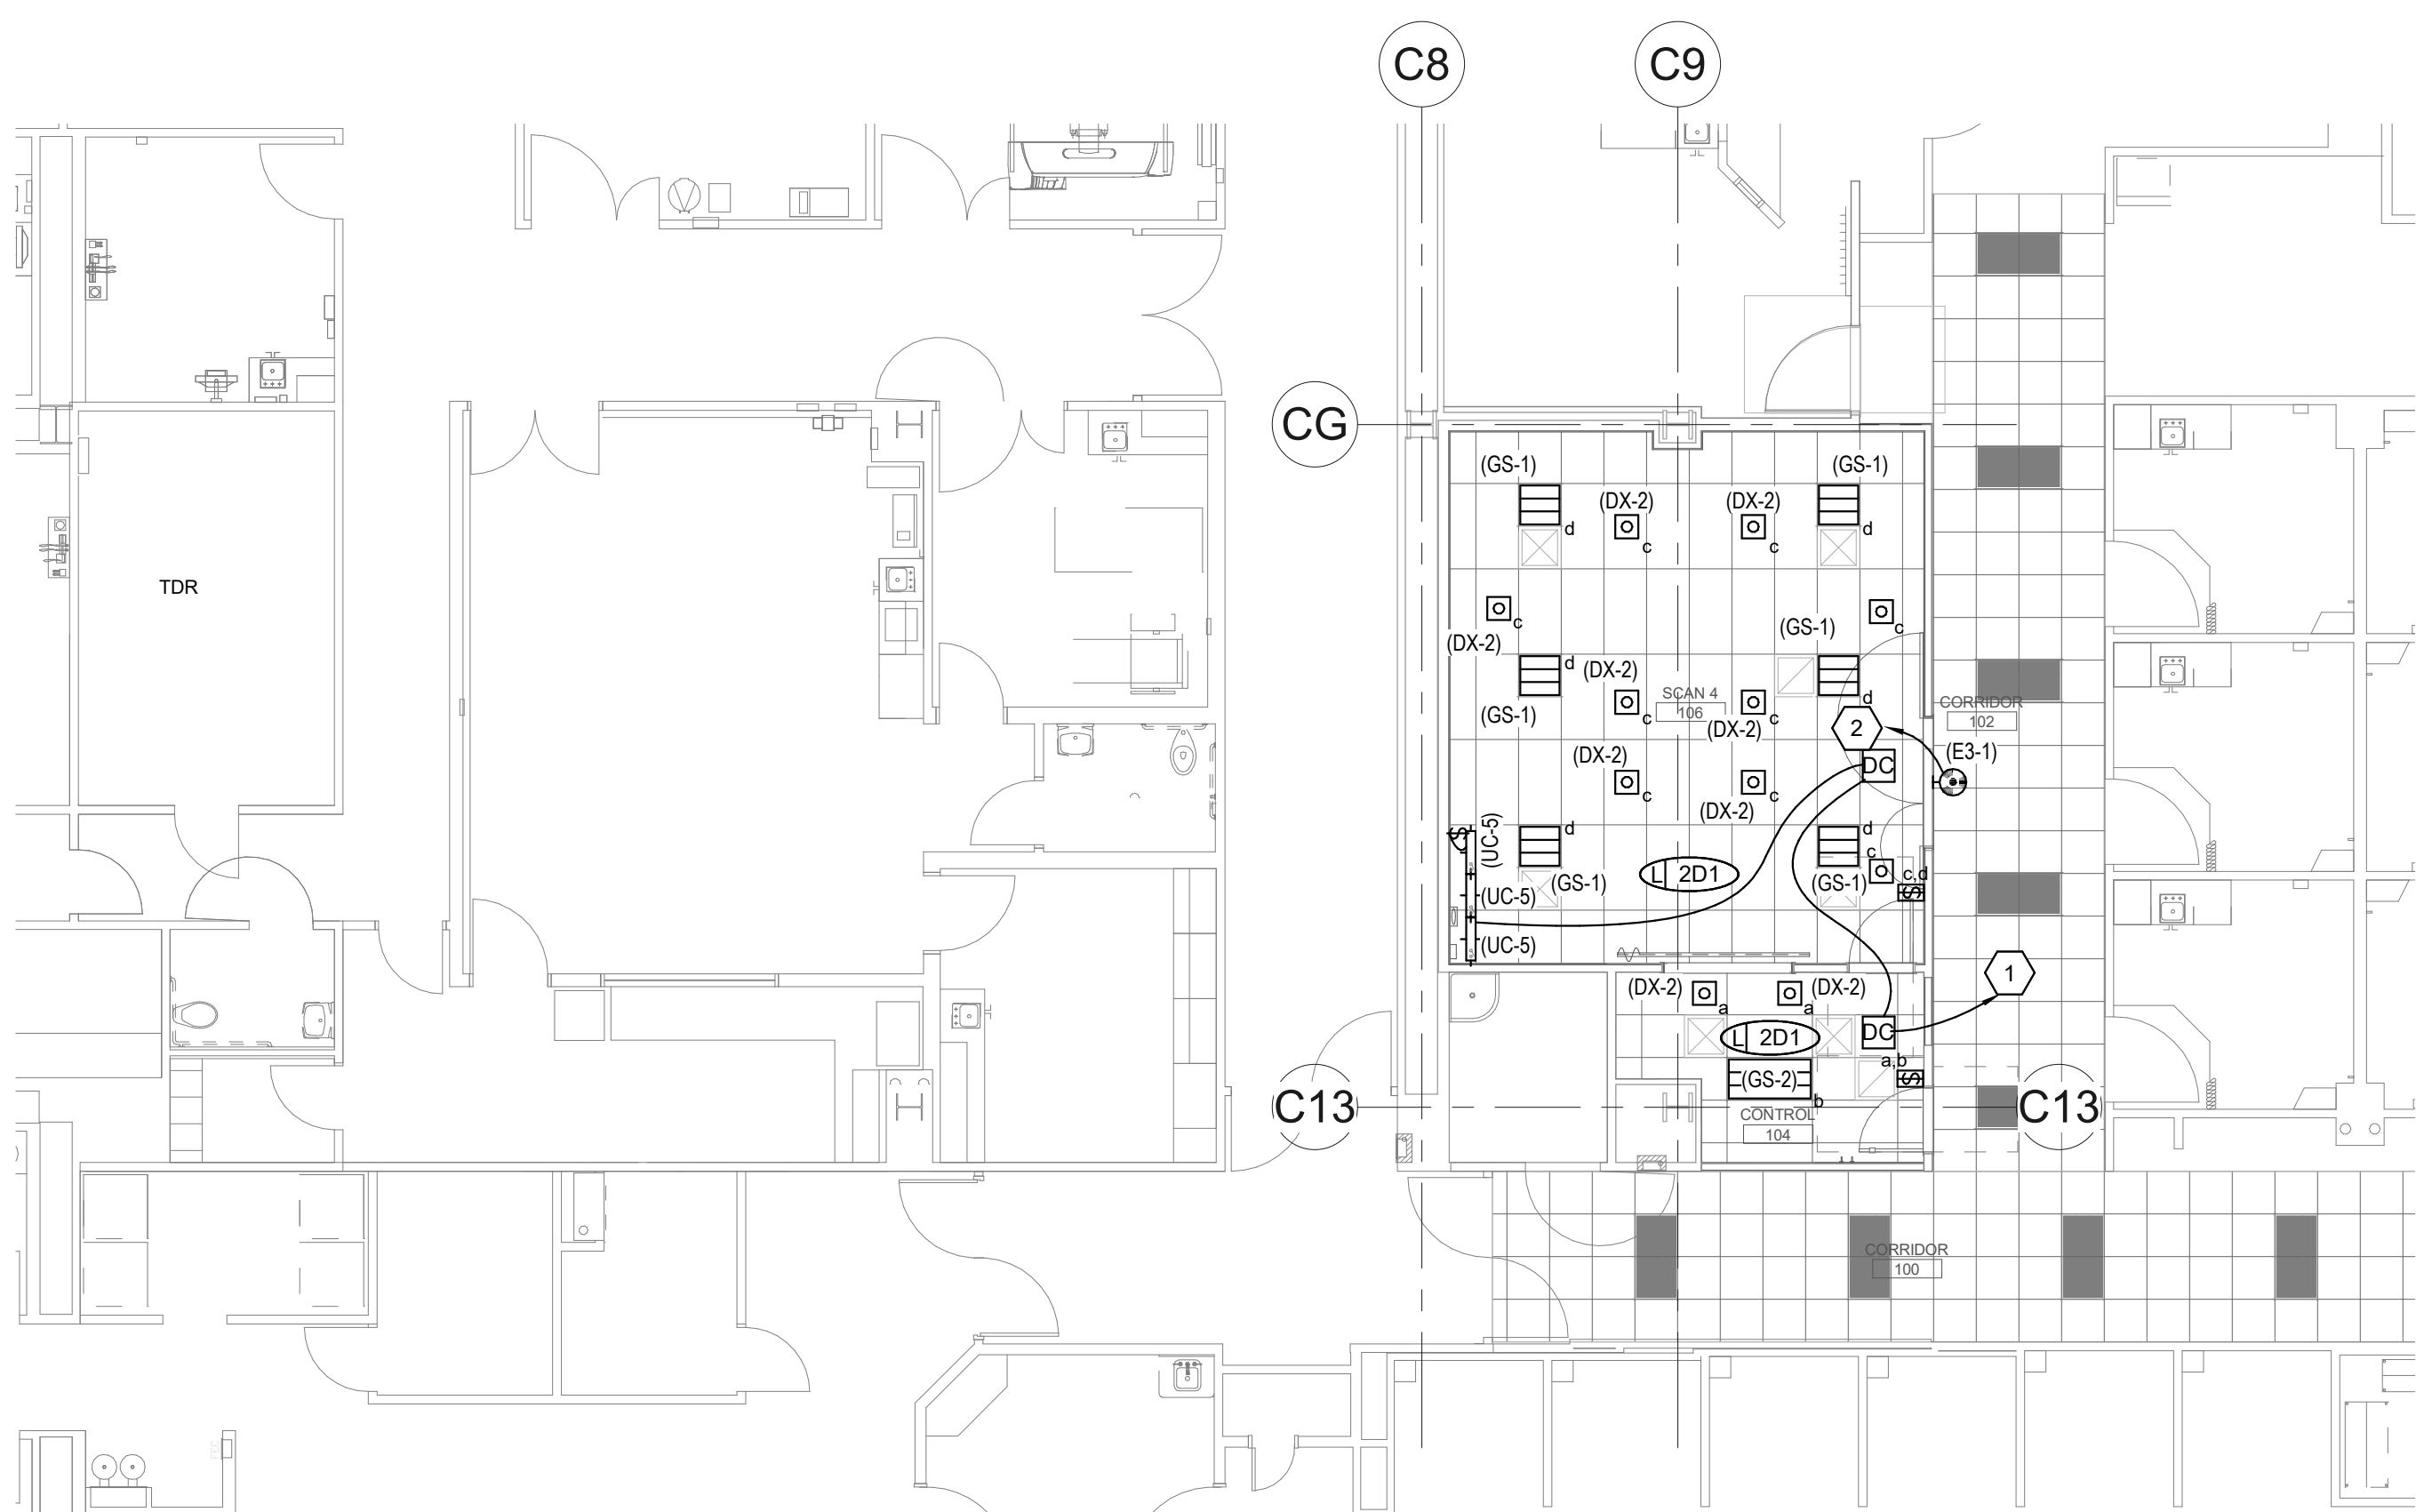 C8
C9
CG
(GS-1)
(GS-1)
(DX-2)
(DX-2)
d
c
c
d
TDR
c
c
(DX-2)
(GS-1)
d
(DX-2)
SCAN 4
106
c
c
d
(GS-1)
(DX-2)
CORRIDOR
102
2
(E3-1)
(DX-2)
DC
c
c
(DX-2)
(UC-5)
S
d
d
c
L 2D1
(GS-1)
(GS-1)
c,d
S
(UC-5)
(UC-5)
1
(DX-2)
(DX-2)
a
a
L 2D1
DC
a,b
S
(GS-2)
b
C13
C13
CONTROL
104
CORRIDOR
100